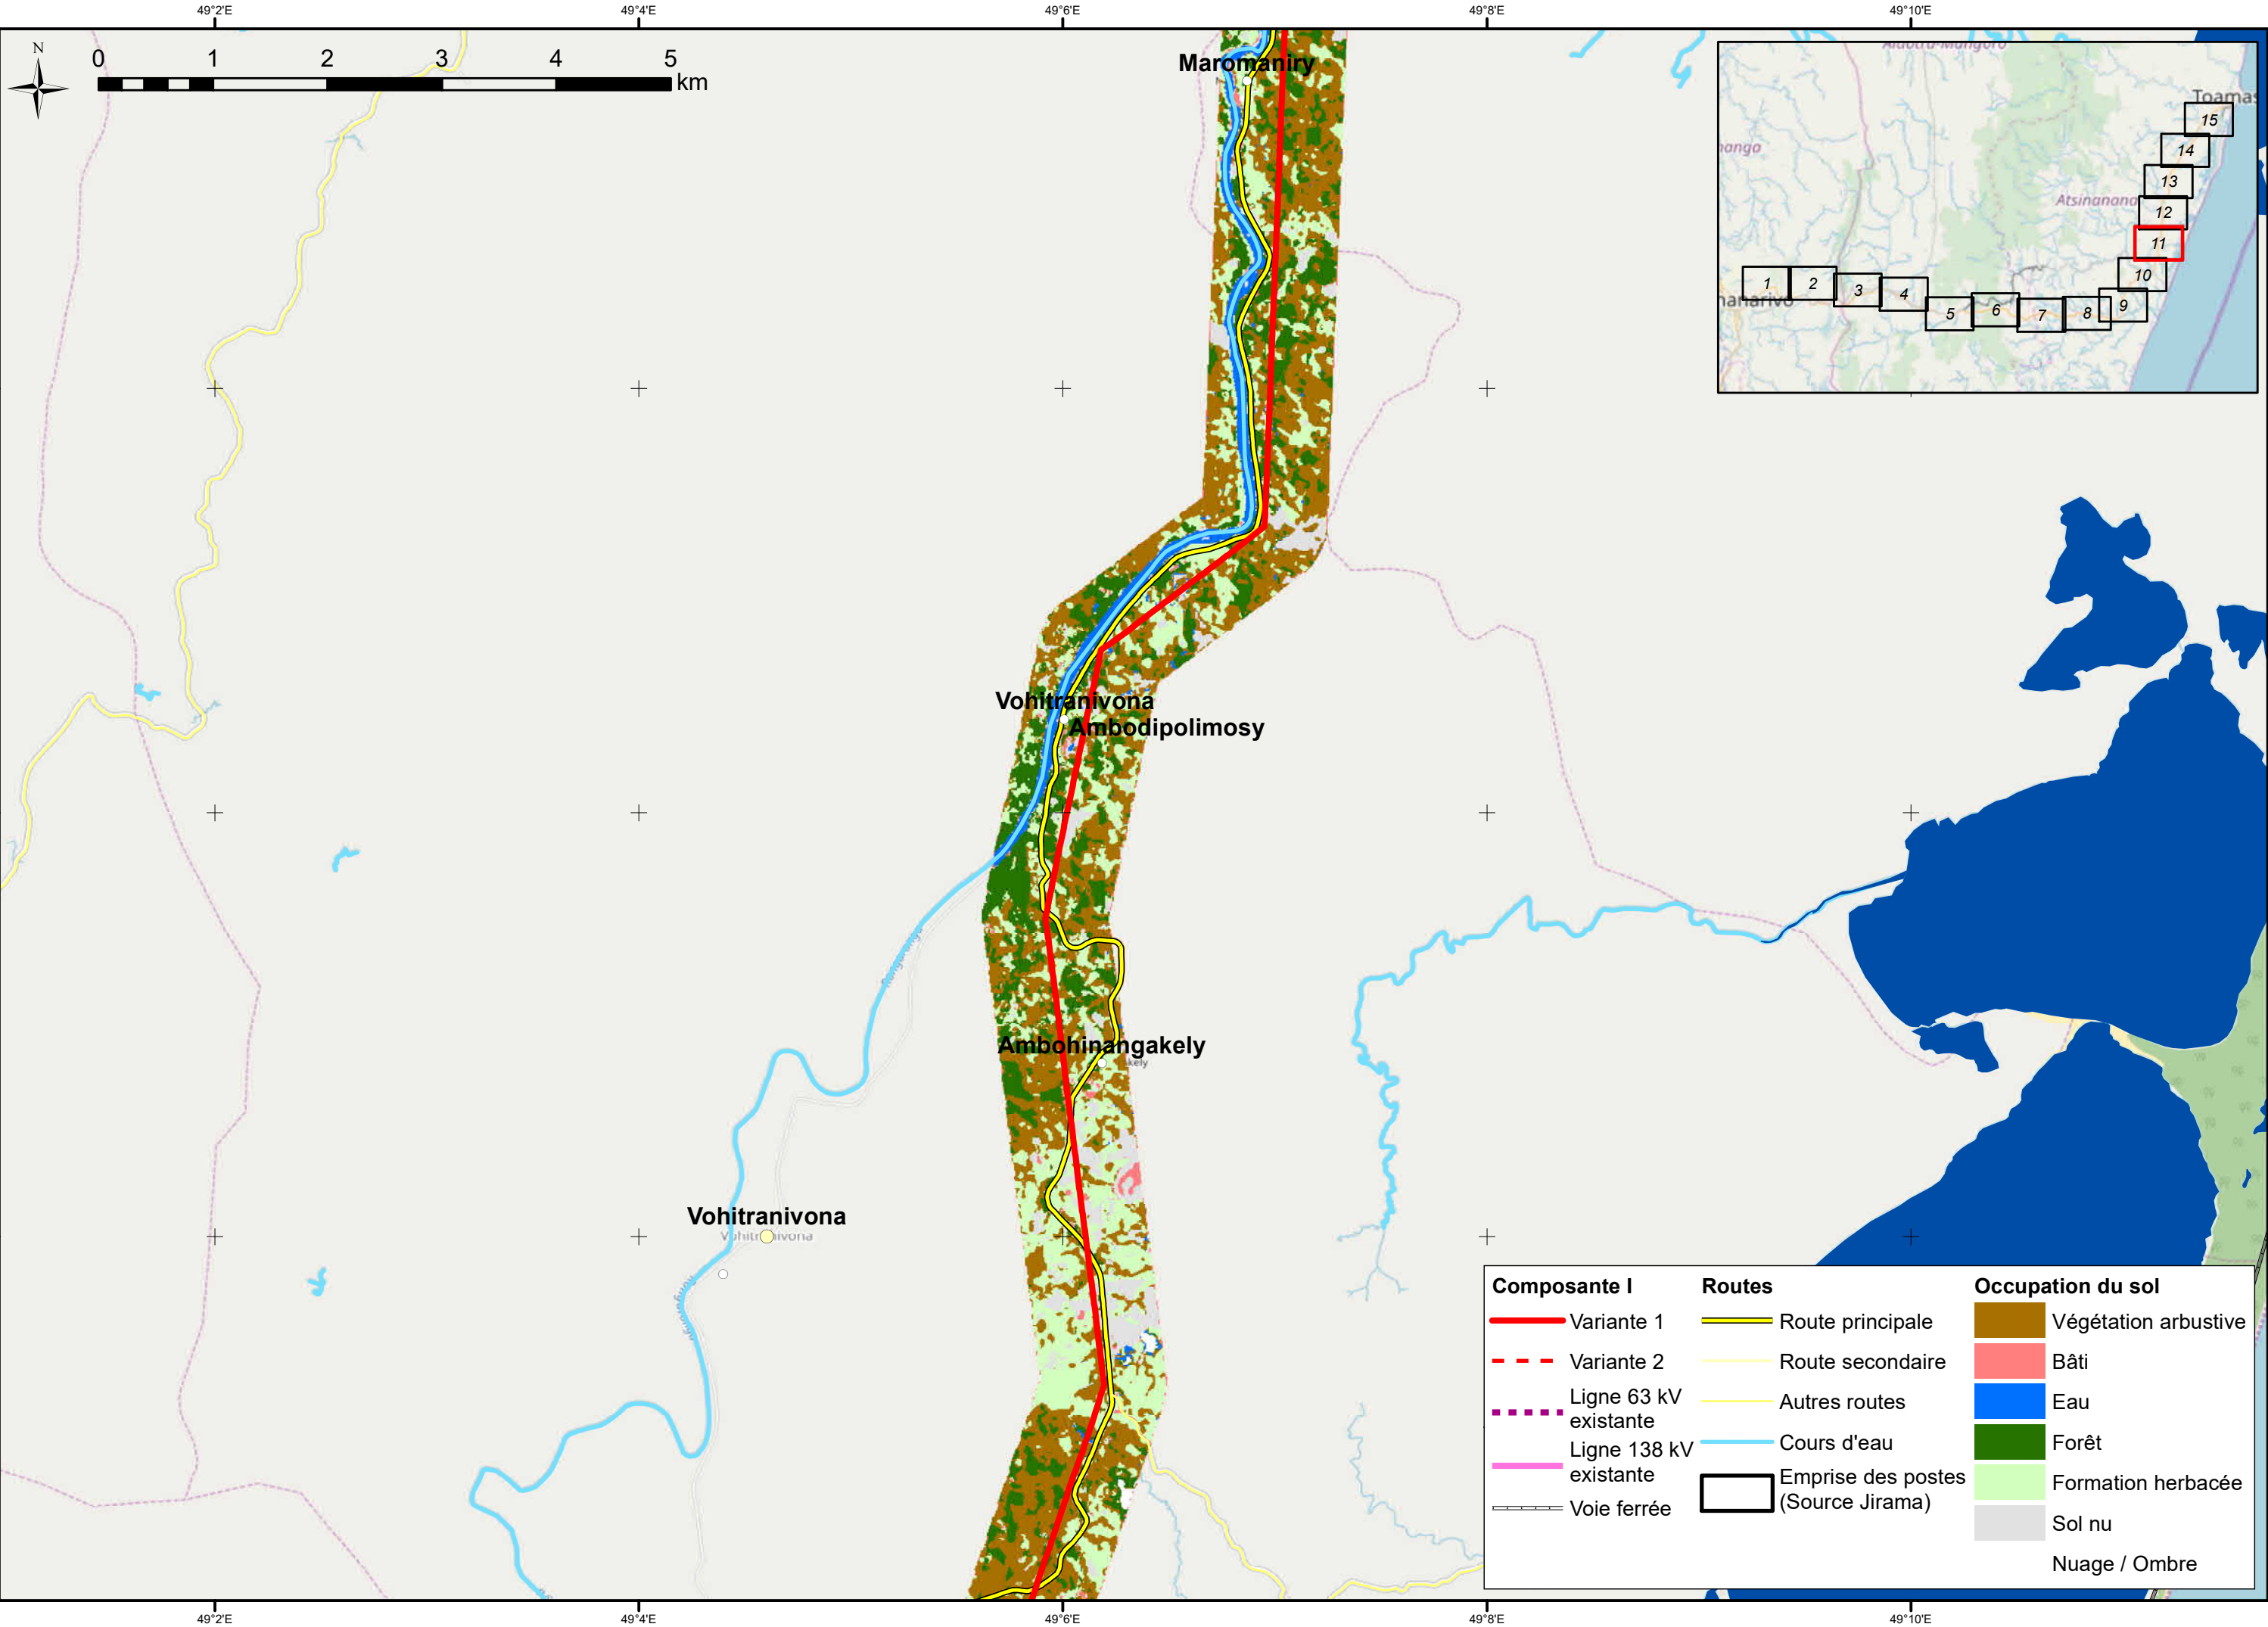 49°2'E
49°4'E
49°6'E
49°8'E
49°10'E
N
0 1 2 3 4 5
km
Maromaniry
Toamas
Atsinanana
15
14
13
12
11
10
9
8
7
6
5
4
3
2
1
Vohitranivona
Ambodipolimosy
Ambohinangakely
kely
Vohitranivona
Composante I
Variante 1
Variante 2
Ligne 63 kV
existante
Ligne 138 kV
existante
Voie ferrée
Routes
Route principale
Route secondaire
Autres routes
Cours d'eau
Emprise des postes
(Source Jirama)
Occupation du sol
Végétation arbustive
Bâti
Eau
Forêt
Formation herbacée
Sol nu
Nuage / Ombre
49°2'E
49°4'E
49°6'E
49°8'E
49°10'E